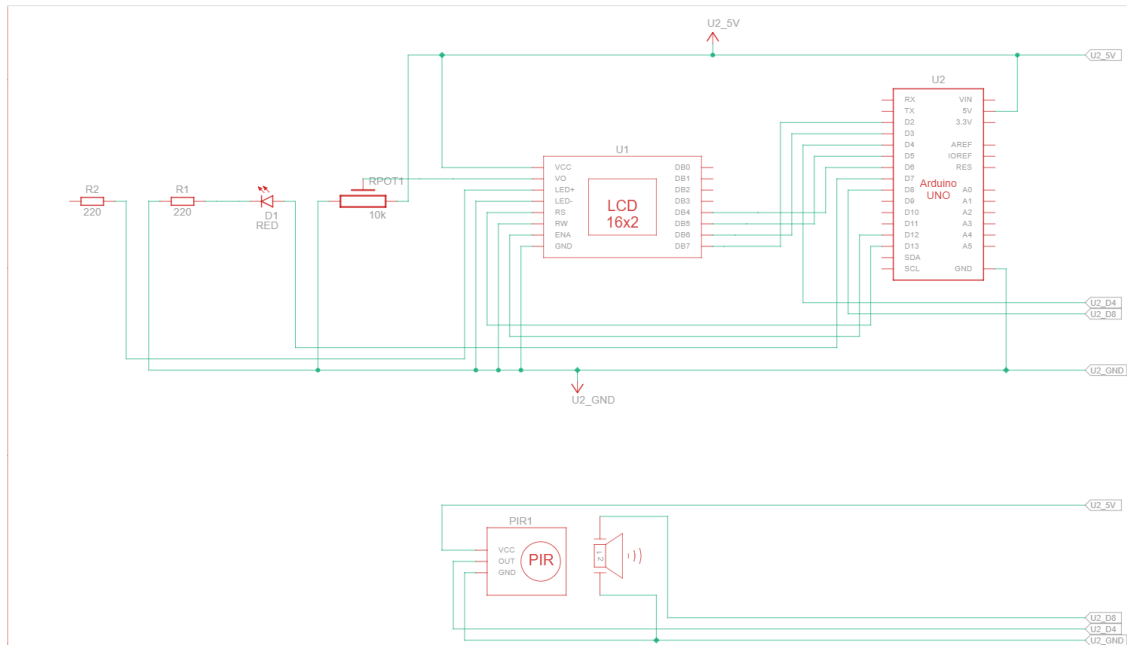 U2_5V
U2_5V
U2
RX
VIN
TX
5V
D2
3.3V
D3
D4
AREF
D5
IOREF
D6
RES
D7
D8
A0
D9
A1
D10
A2
D11
A3
D12
A4
D13
A5
SDA
SCL
GND
Arduino
UNO
U1
VCC
DB0
VO
DB1
LED+
DB2
LED-
DB3
RS
DB4
RW
DB5
ENA
DB6
GND
DB7
LCD
16x2
R2
220
R1
220
D1
RED
RPOT1
10k
U2_D4
U2_D8
U2_GND
U2_GND
U2_5V
PIR1
VCC
OUT
GND
PIR
1
2
U2_D8
U2_D4
U2_GND